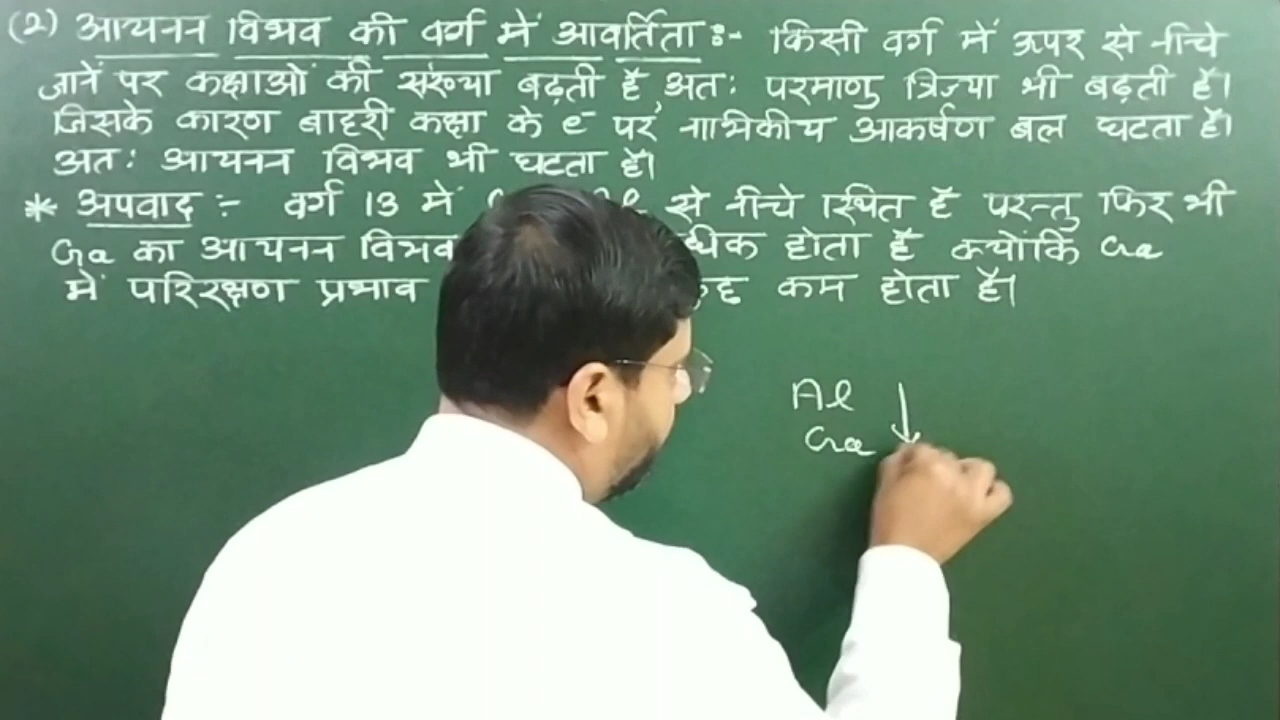 (2) आयनन विभव की वर्ग में आवर्तिता :- किसी वर्ग में ऊपर से नीचे
जाने पर कक्षाओं की संख्या बढ़ती है, अतः परमाणु त्रिज्या भी बढ़ती है।
जिसके कारण बाहरी कक्षा के e⁻ पर नाभिकीय आकर्षण बल घटता है।
अतः आयनन विभव भी घटता है।
* अपवाद :- वर्ग 13 में से नीचे स्थित है परन्तु फिर भी
Ga का आयनन विभव होता है क्योंकि Ga
में परिरक्षण प्रभाव कम होता है।
Al
Ga